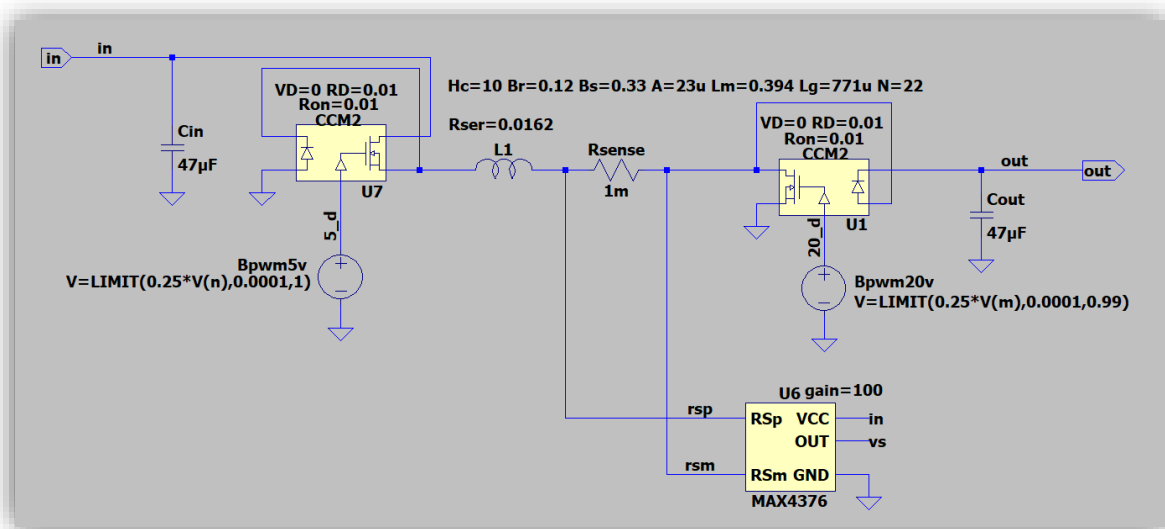 in
in
Hc=10 Br=0.12 Bs=0.33 A=23u Lm=0.394 Lg=771u N=22
VD=0 RD=0.01
Ron=0.01
CCM2
U7
Cin
47µF
Rser=0.0162
L1
Rsense
1m
VD=0 RD=0.01
Ron=0.01
CCM2
U1
out
out
Cout
47µF
5_d
Bpwm5v
V=LIMIT(0.25*V(n),0.0001,1)
20_d
Bpwm20v
V=LIMIT(0.25*V(m),0.0001,0.99)
U6 gain=100
rsp
RSp VCC
in
OUT
vs
rsm
RSm GND
MAX4376